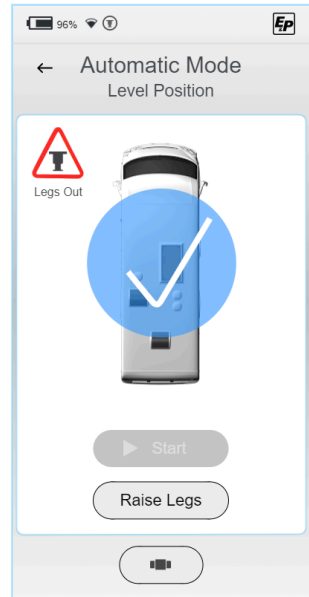 96%
EP
Automatic Mode
Level Position
Legs Out
Start
Raise Legs